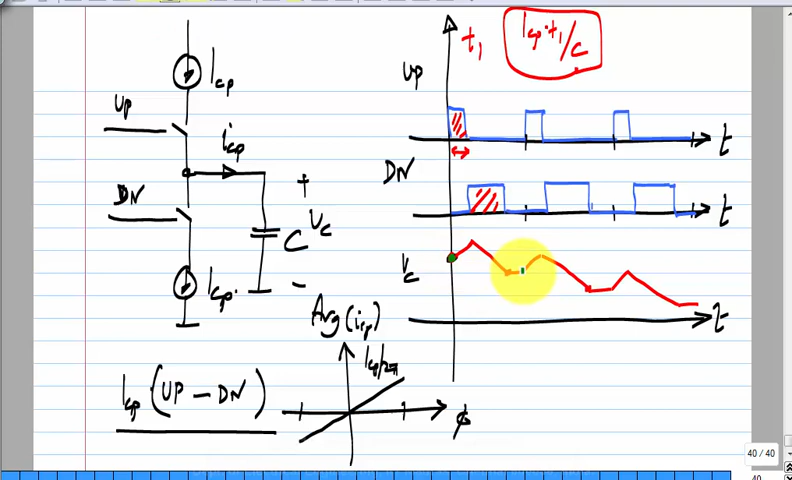 Icp
UP
icp
DN
+
C Vc
-
Icp.
Icp (UP - DN)
t1
Icp.t1/C
UP
t
DN
t
Vc
t
Avg(icp)
Icp/2π
ϕ
40 / 40
40